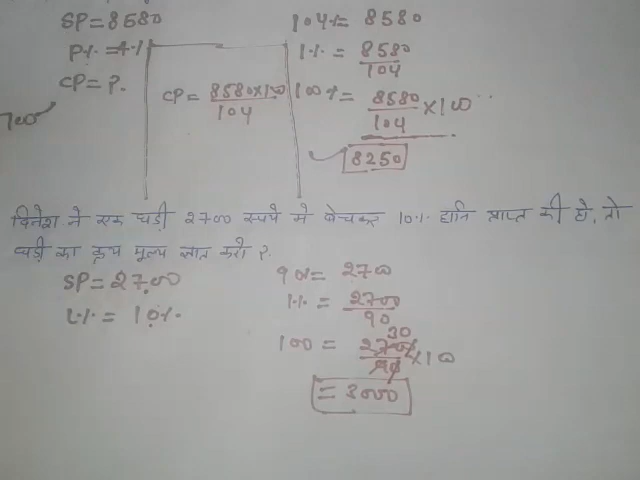 SP = 8580
P% = 4%
CP = ?
CP = 8580×100
104
104% = 8580
1% = 8580
104
100% = 8580 × 100
104
8250
दिनेश ने एक घड़ी 2700 रुपये में बेचकर 10% हानि प्राप्त की हो, तो
घड़ी का क्रय मूल्य ज्ञात करो ?
SP = 2700
L% = 10%
90% = 2700
1% = 2700
90
30
100 = 2700 × 100
90
= 3000